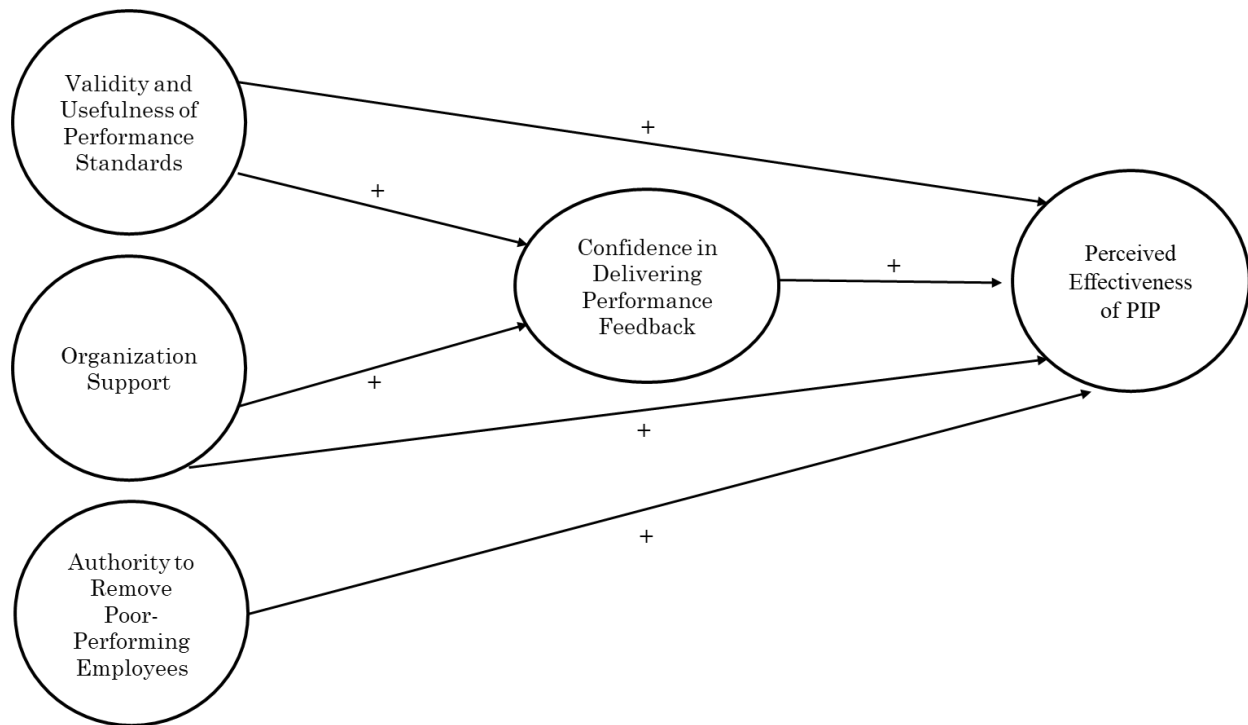 Validity and
Usefulness of
Performance
Standards
+
+
Confidence in
Delivering
Performance
Feedback
+
Perceived
Effectiveness
of PIP
Organization
Support
+
+
+
Authority to
Remove
Poor-
Performing
Employees